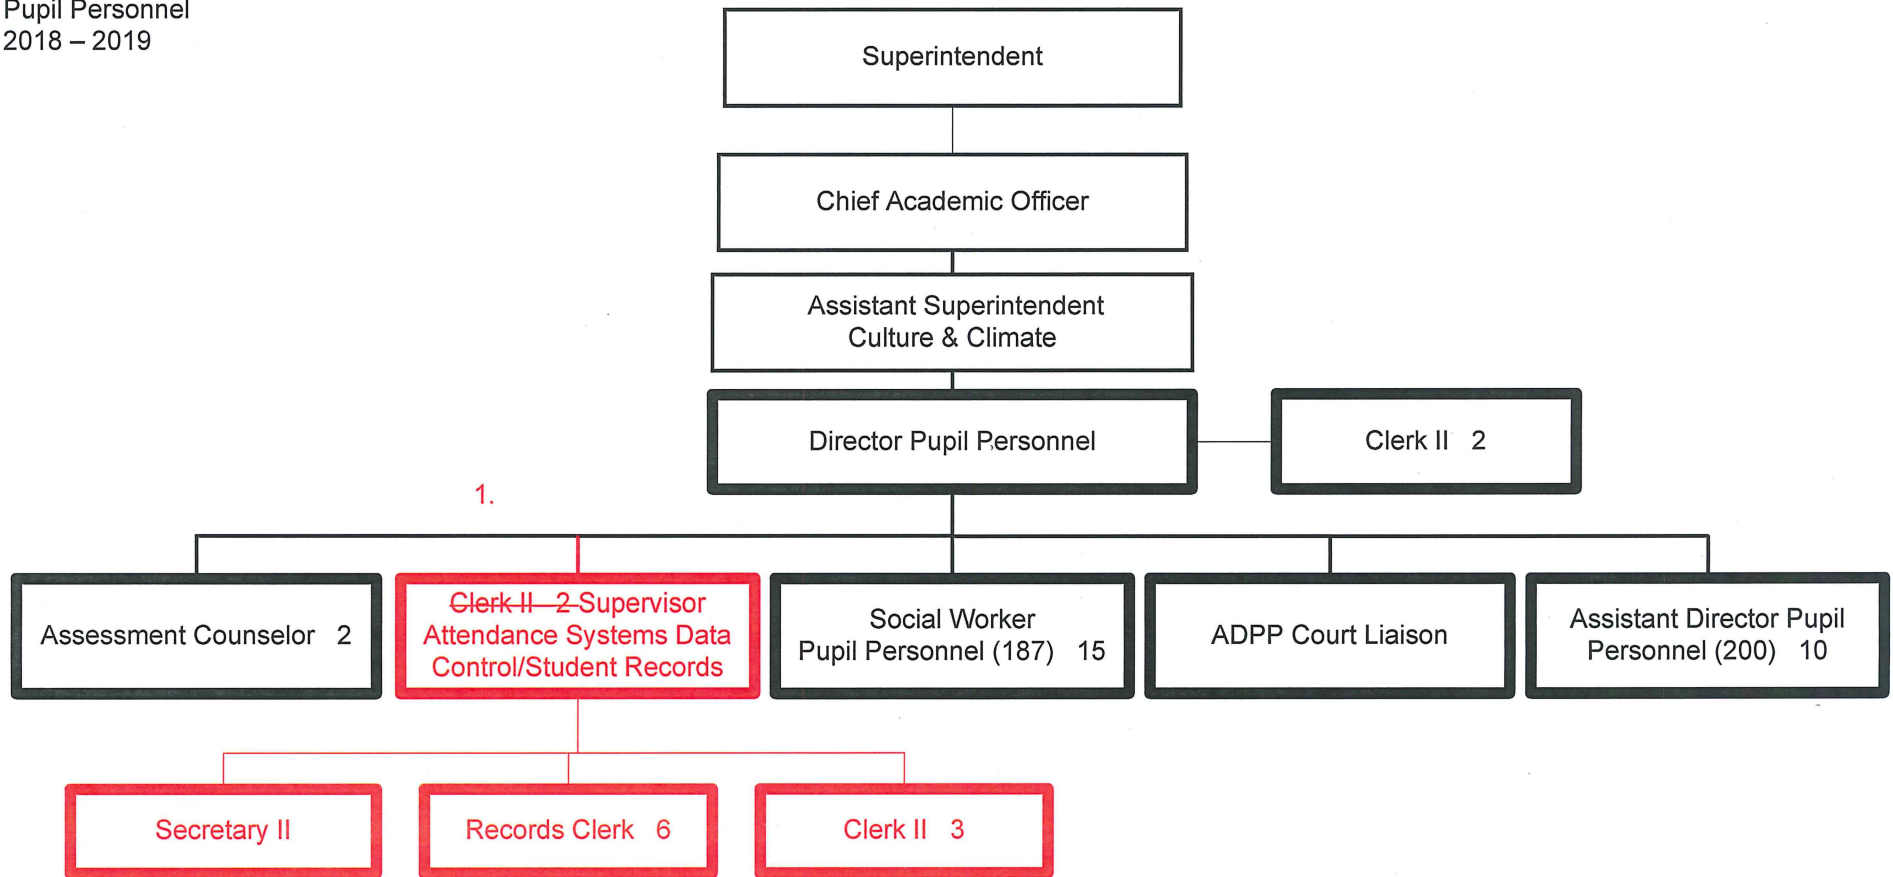 Pupil Personnel
2018 – 2019
Superintendent
Chief Academic Officer
Assistant Superintendent
Culture & Climate
Director Pupil Personnel
Clerk II 2
1.
Assessment Counselor 2
Clerk II 2 Supervisor
Attendance Systems Data
Control/Student Records
Social Worker
Pupil Personnel (187) 15
ADPP Court Liaison
Assistant Director Pupil
Personnel (200) 10
Secretary II
Records Clerk 6
Clerk II 3